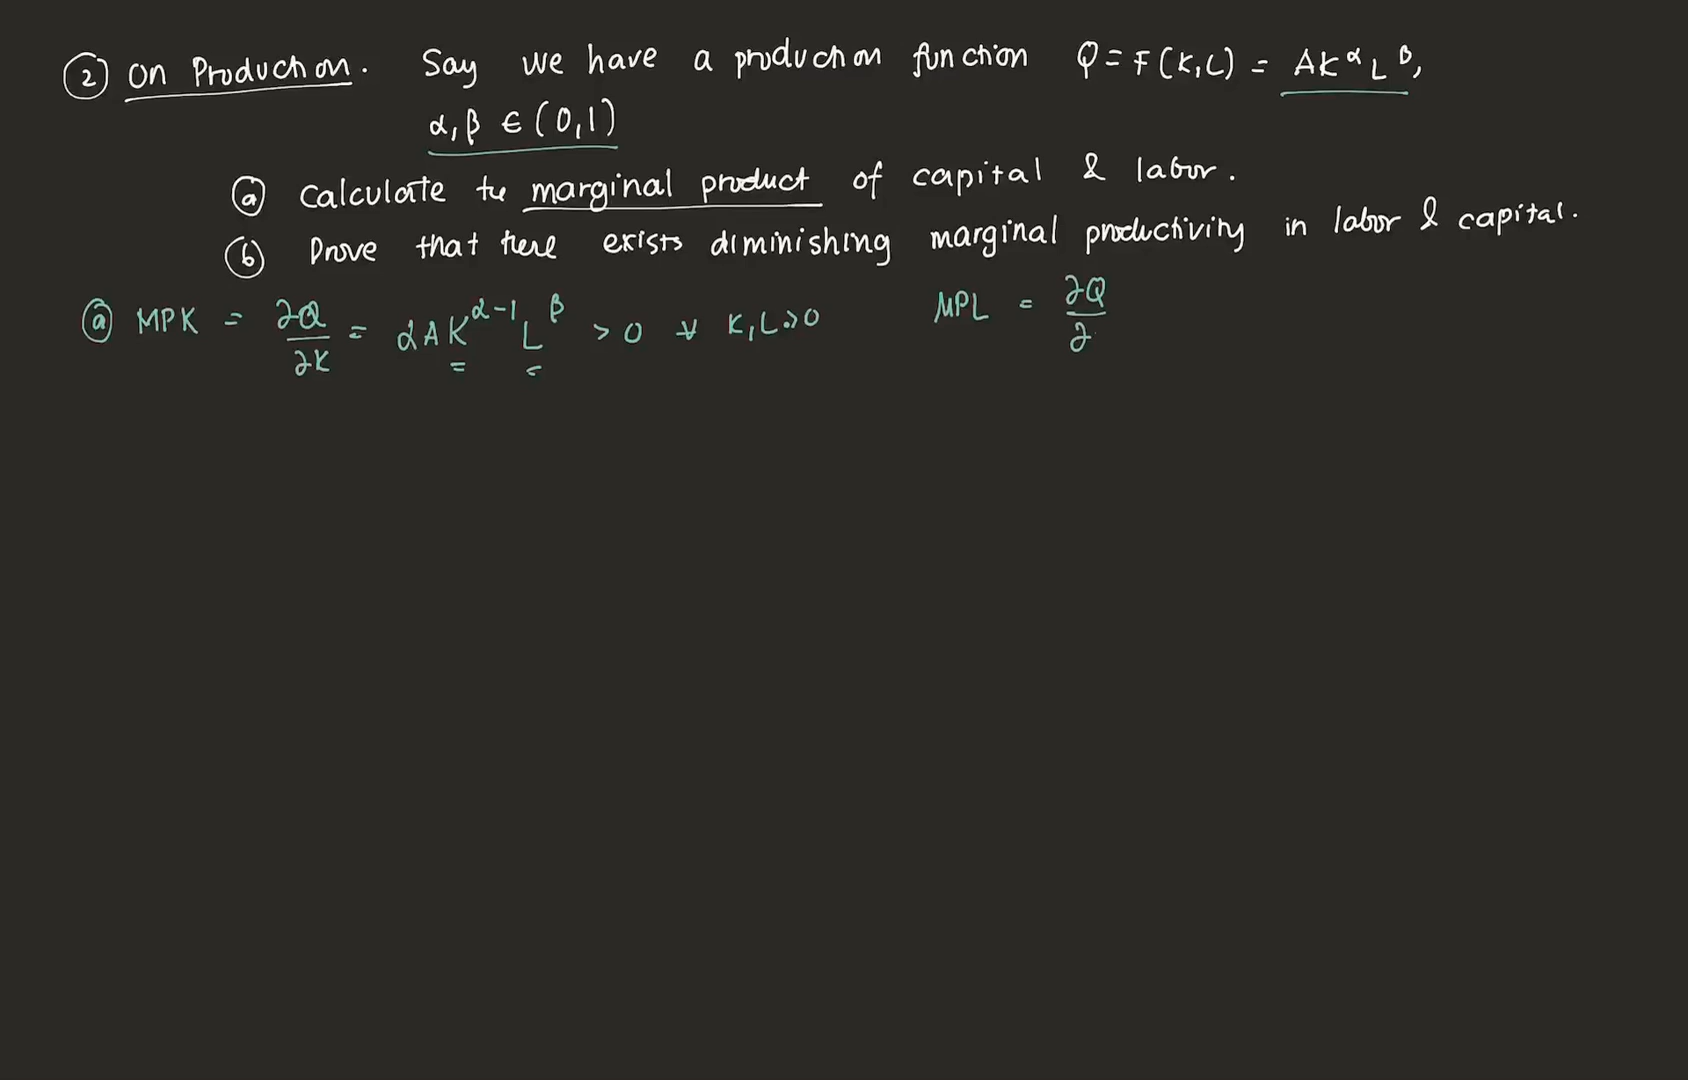 ② On Production. Say we have a production function Q = F(K,L) = AK^α L^β,
α, β ∈ (0,1)
ⓐ Calculate the marginal product of capital & labor.
ⓑ Prove that there exists diminishing marginal productivity in labor & capital.
ⓐ MPK = ∂Q/∂K = αAK^(α-1) L^β > 0 ∀ K,L>0 MPL = ∂Q/∂